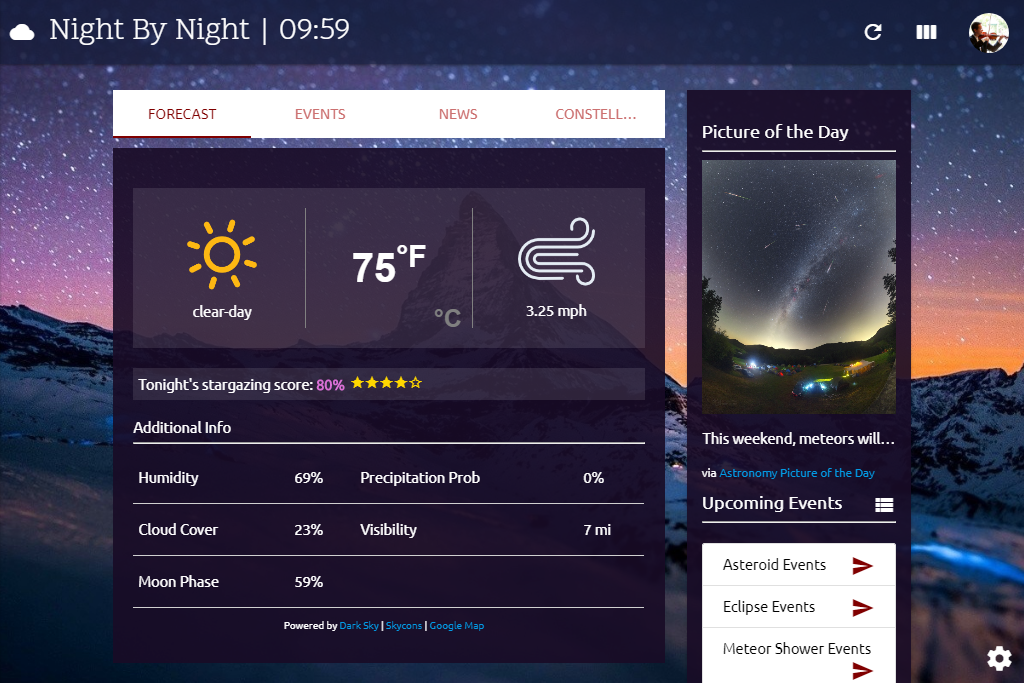 Night By Night | 09:59
FORECAST EVENTS NEWS CONSTELL...
clear-day
75°F
°C
3.25 mph
Tonight's stargazing score: 80%
Additional Info
Humidity 69% Precipitation Prob 0%
Cloud Cover 23% Visibility 7 mi
Moon Phase 59%
Powered by Dark Sky | Skycons | Google Map
Picture of the Day
This weekend, meteors will...
via Astronomy Picture of the Day
Upcoming Events
Asteroid Events
Eclipse Events
Meteor Shower Events